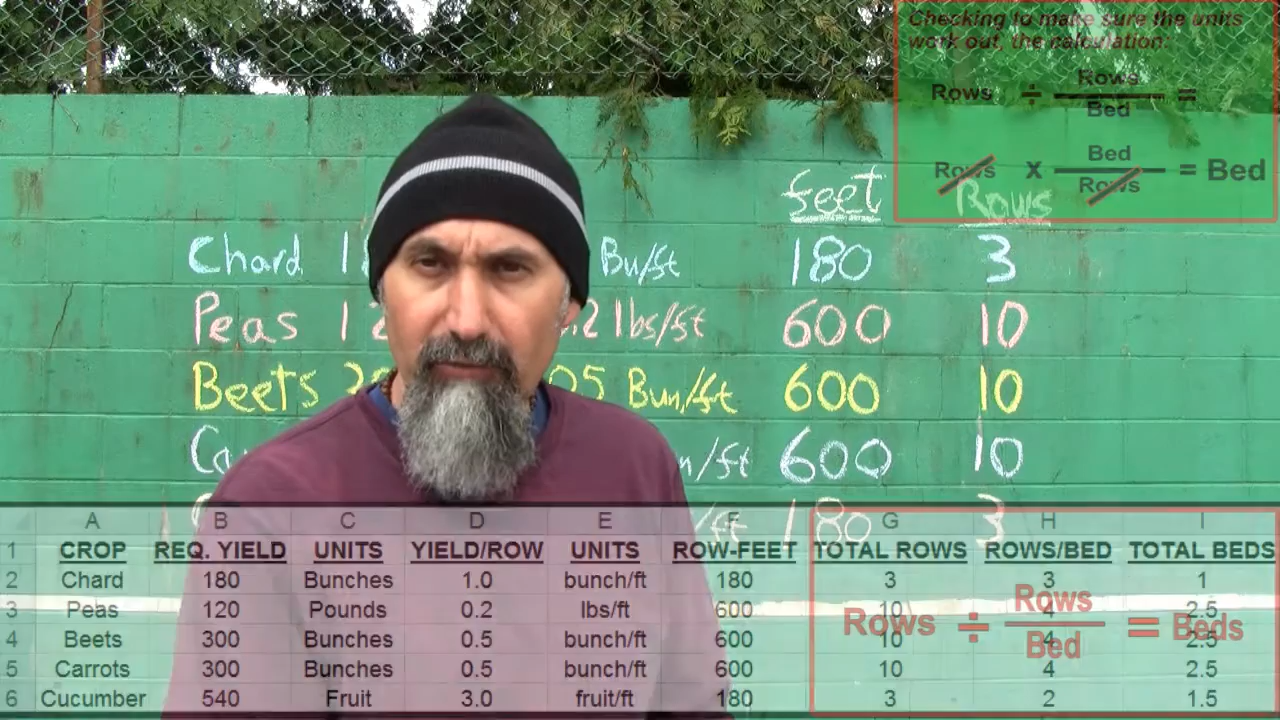 Checking to make sure the units
work out, the calculation:
Rows ÷ Rows
Bed =
Rows x Bed
Rows = Bed
feet Rows
Chard Bu/ft 180 3
Peas lbs/ft 600 10
Beets Bun/ft 600 10
600 10
/ft 180 3
A B C D E F G H I
1 CROP REQ. YIELD UNITS YIELD/ROW UNITS ROW-FEET TOTAL ROWS ROWS/BED TOTAL BEDS
2 Chard 180 Bunches 1.0 bunch/ft 180 3 3 1
3 Peas 120 Pounds 0.2 lbs/ft 600 10 4 2.5
4 Beets 300 Bunches 0.5 bunch/ft 600 10 4 2.5
5 Carrots 300 Bunches 0.5 bunch/ft 600 10 4 2.5
6 Cucumber 540 Fruit 3.0 fruit/ft 180 3 2 1.5
Rows ÷ Rows
Bed = Beds